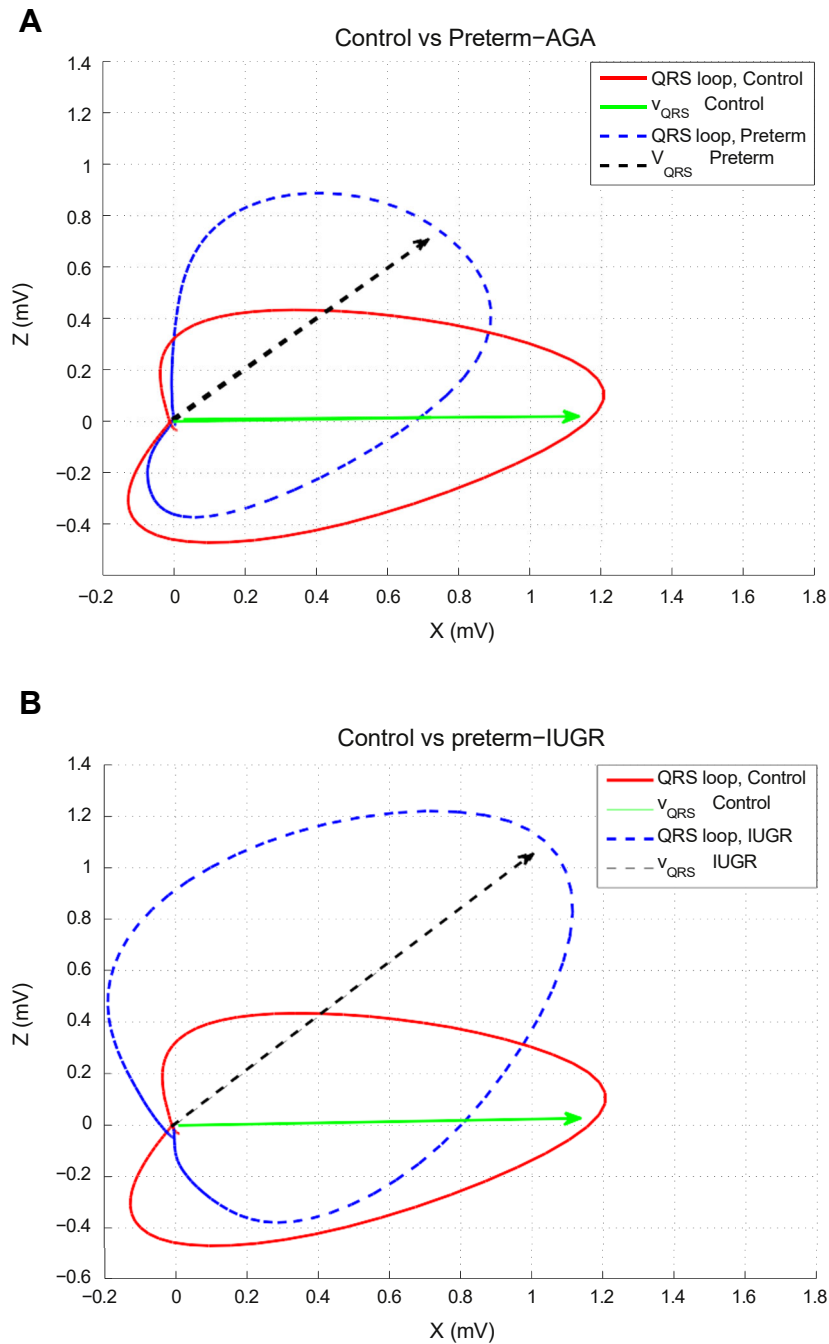 A
Control vs Preterm−AGA
QRS loop, Control
vQRS Control
QRS loop, Preterm
VQRS Preterm
1.4
1.2
1
0.8
0.6
0.4
0.2
0
−0.2
−0.4
Z (mV)
−0.2 0 0.2 0.4 0.6 0.8 1 1.2 1.4 1.6 1.8
X (mV)
B
Control vs preterm−IUGR
QRS loop, Control
vQRS Control
QRS loop, IUGR
vQRS IUGR
1.4
1.2
1
0.8
0.6
0.4
0.2
0
−0.2
−0.4
−0.6
Z (mV)
−0.2 0 0.2 0.4 0.6 0.8 1 1.2 1.4 1.6 1.8
X (mV)